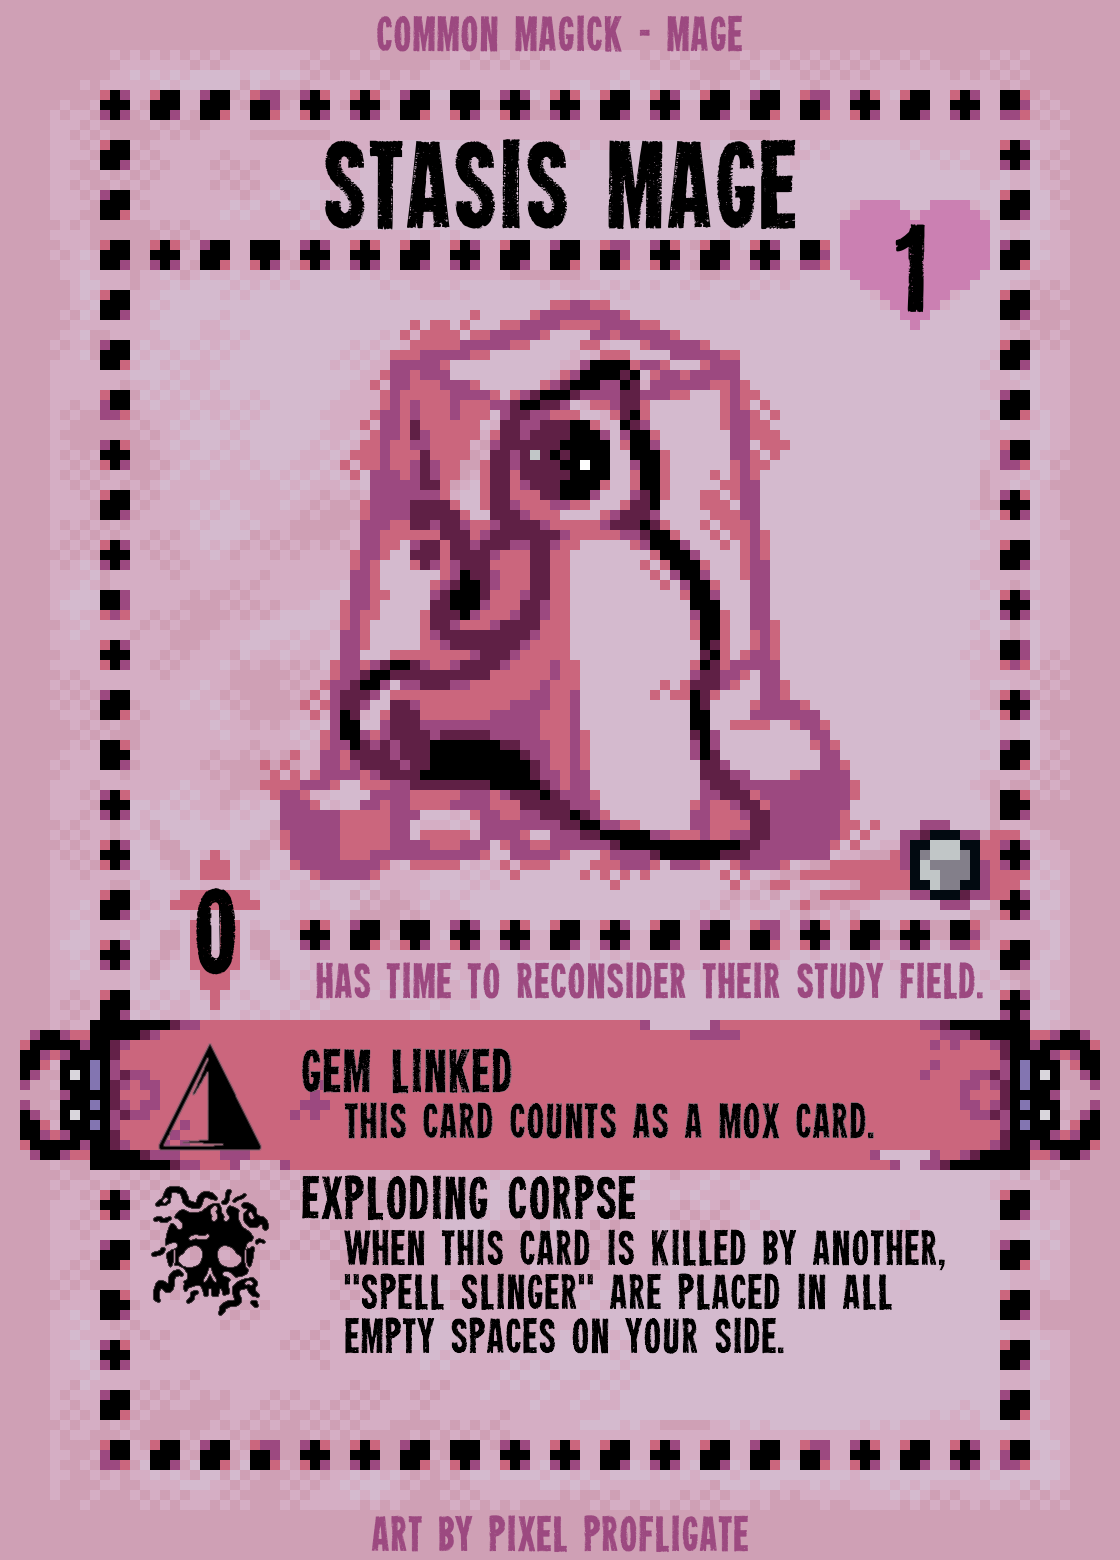 COMMON MAGICK - MAGE
STASIS MAGE
1
0
HAS TIME TO RECONSIDER THEIR STUDY FIELD.
GEM LINKED
THIS CARD COUNTS AS A MOX CARD.
EXPLODING CORPSE
WHEN THIS CARD IS KILLED BY ANOTHER,
"SPELL SLINGER" ARE PLACED IN ALL
EMPTY SPACES ON YOUR SIDE.
ART BY PIXEL PROFLIGATE